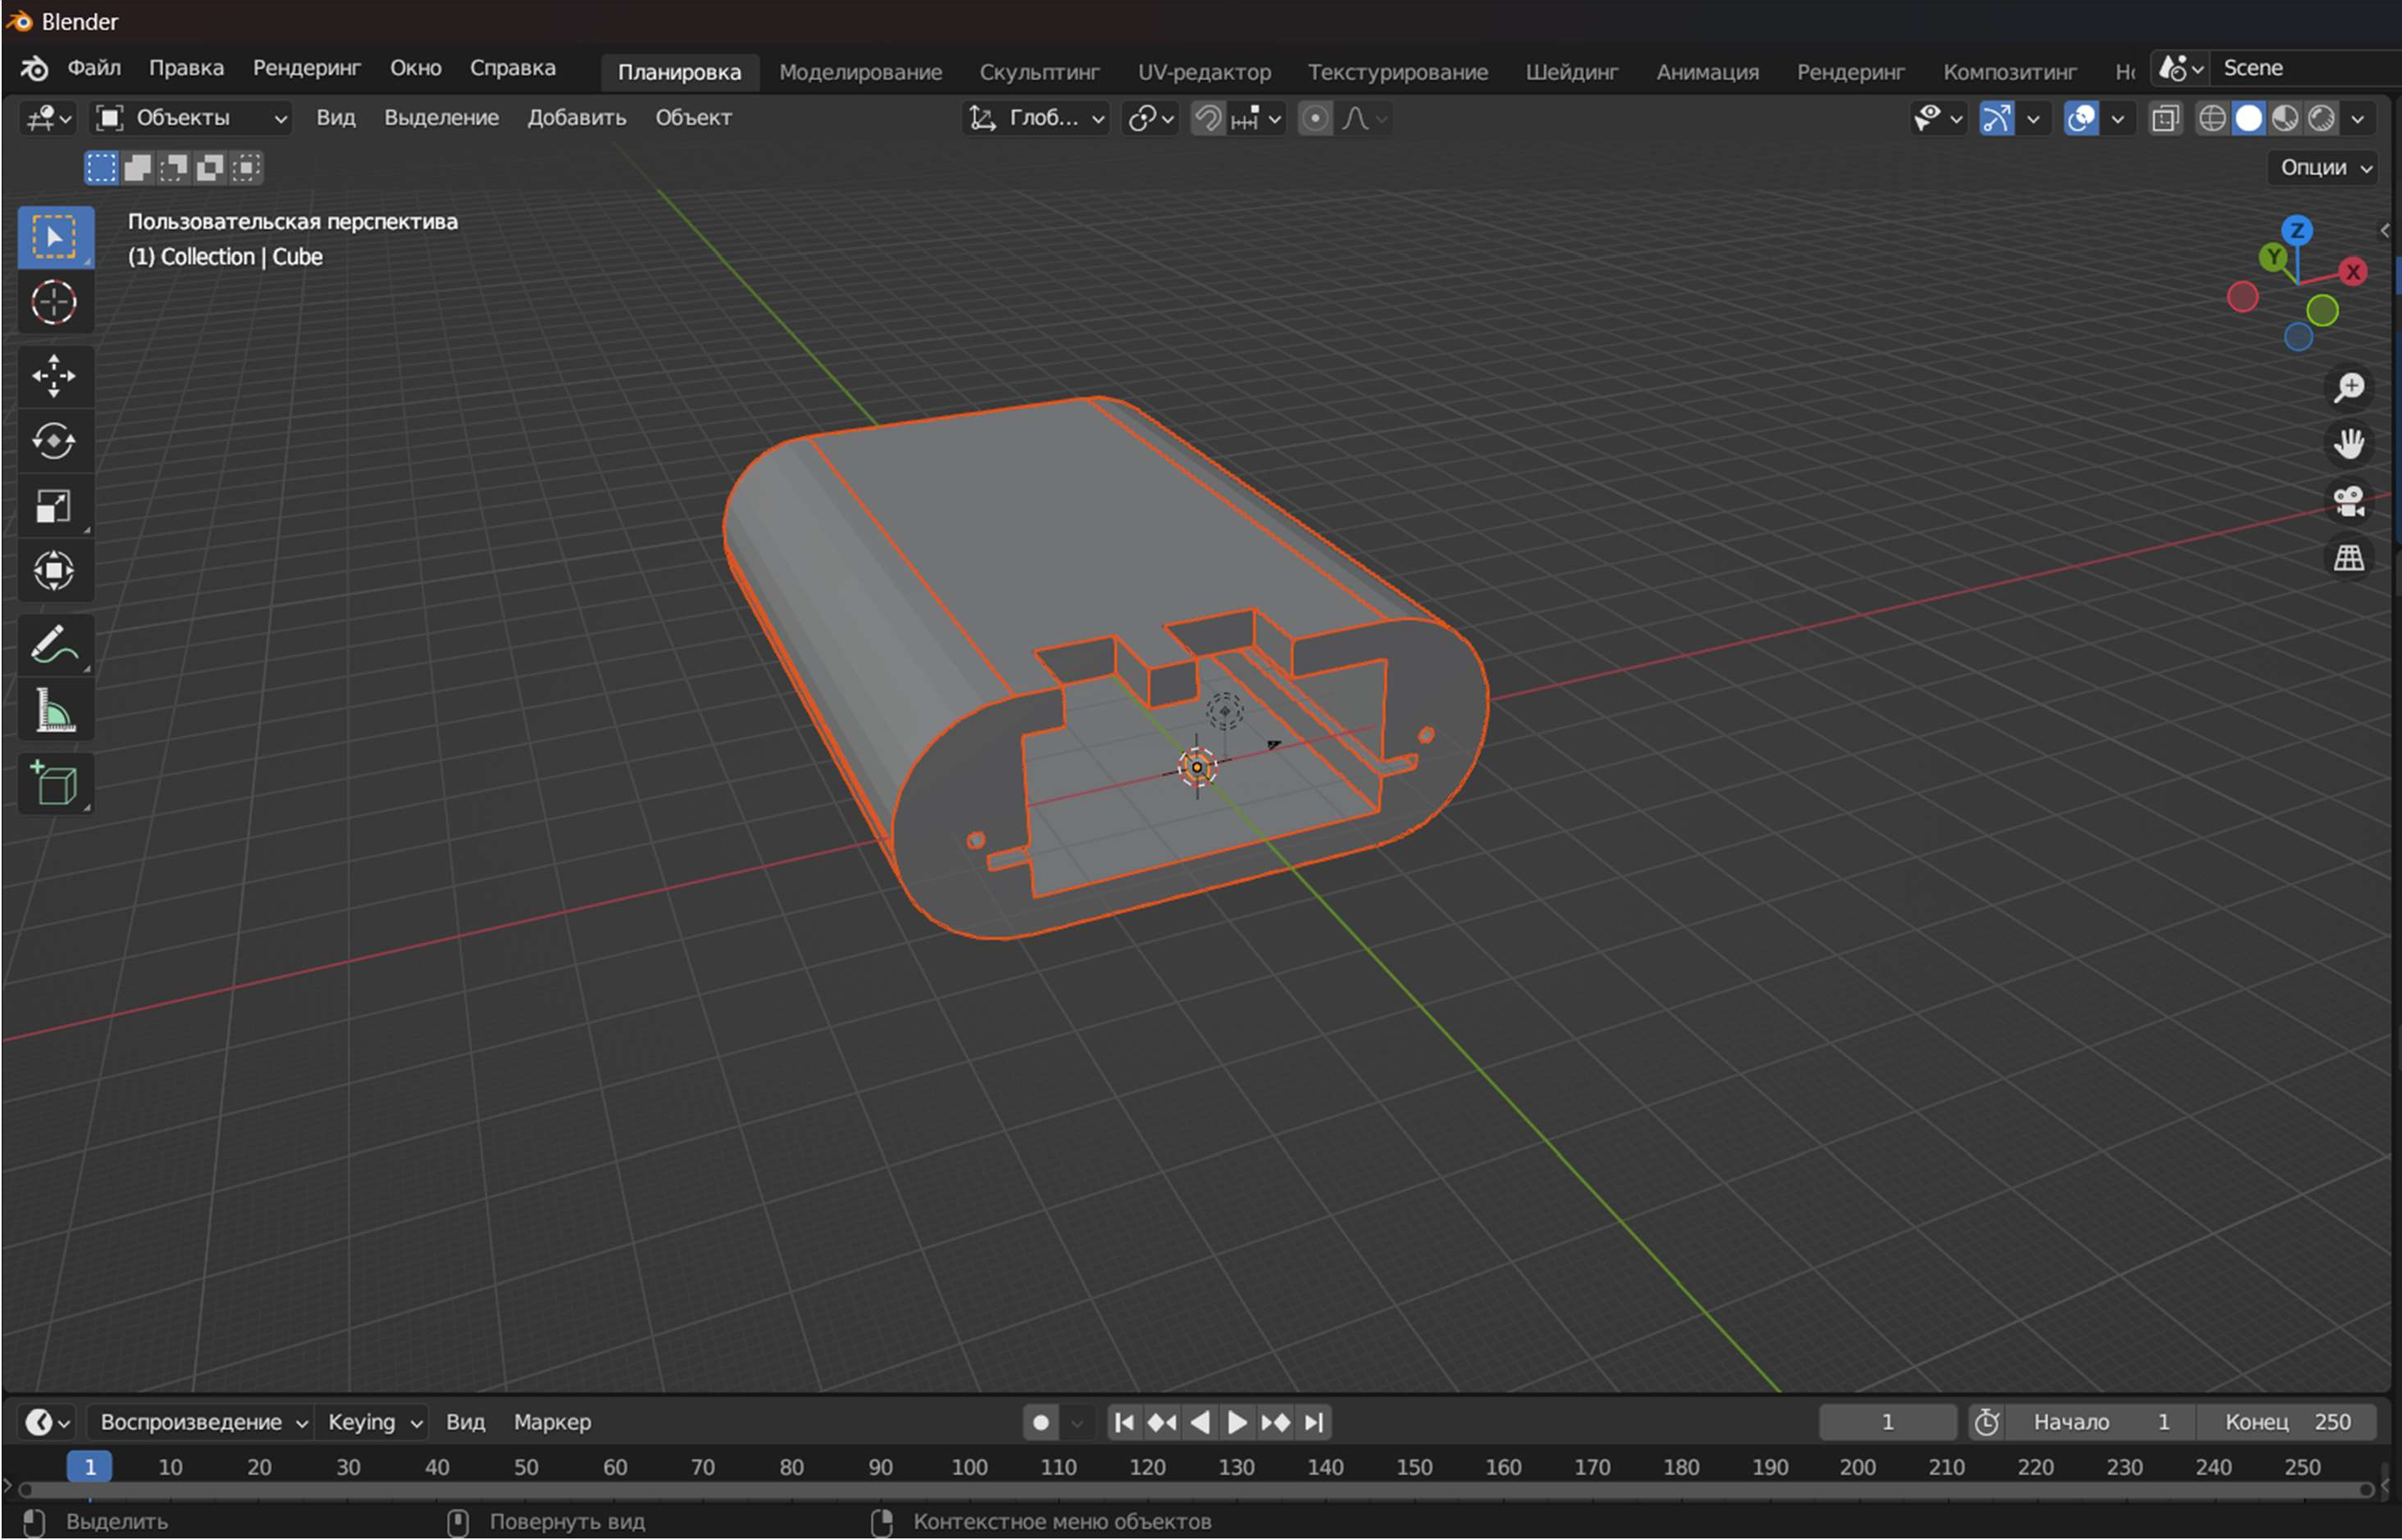 Blender
Файл Правка Рендеринг Окно Справка Планировка Моделирование Скульптинг UV-редактор Текстурирование Шейдинг Анимация Рендеринг Композитинг Scene
Объекты Вид Выделение Добавить Объект Глоб...
Опции
Пользовательская перспектива
(1) Collection | Cube
Z
Y
X
Воспроизведение Keying Вид Маркер 1 Начало 1 Конец 250
1 10 20 30 40 50 60 70 80 90 100 110 120 130 140 150 160 170 180 190 200 210 220 230 240 250
Выделить Повернуть вид Контекстное меню объектов